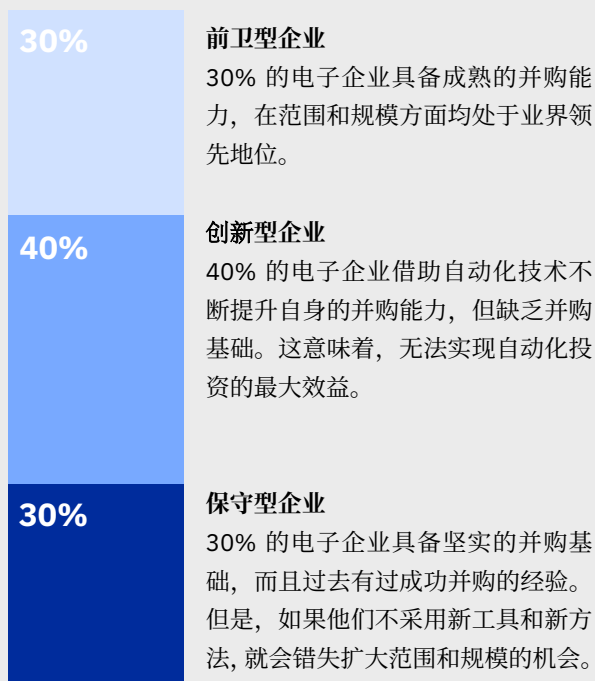 30%
前卫型企业
30% 的电子企业具备成熟的并购能
力，在范围和规模方面均处于业界领
先地位。
40%
创新型企业
40% 的电子企业借助自动化技术不
断提升自身的并购能力，但缺乏并购
基础。这意味着，无法实现自动化投
资的最大效益。
30%
保守型企业
30% 的电子企业具备坚实的并购基
础，而且过去有过成功并购的经验。
但是，如果他们不采用新工具和新方
法，就会错失扩大范围和规模的机会。